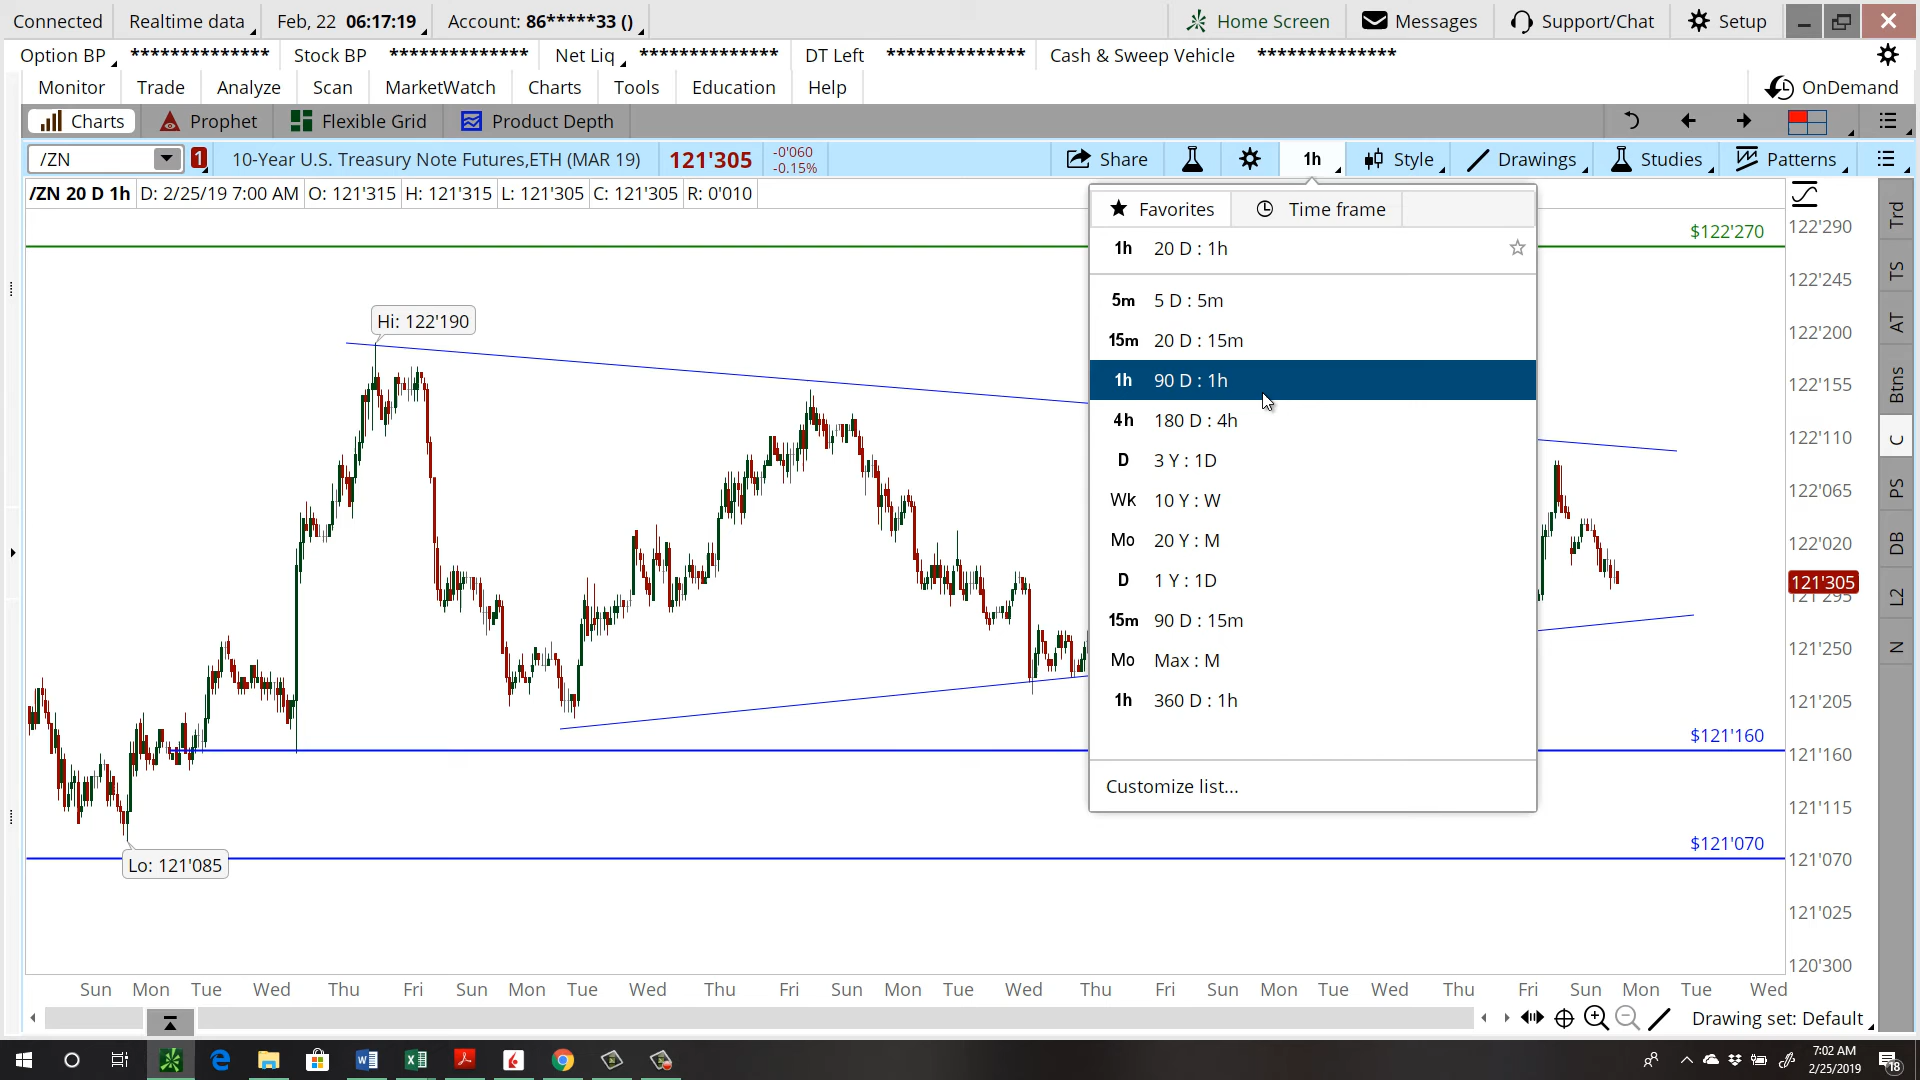 Connected Realtime data Feb, 22 06:17:19 Account: 86*****33 () Home Screen Messages Support/Chat Setup
Option BP ************** Stock BP ************** Net Liq ************** DT Left ************** Cash & Sweep Vehicle **************
Monitor Trade Analyze Scan MarketWatch Charts Tools Education Help OnDemand
Charts Prophet Flexible Grid Product Depth
/ZN 1 10-Year U.S. Treasury Note Futures,ETH (MAR 19) 121'305 -0'060 -0.15% Share 1h Style Drawings Studies Patterns
/ZN 20 D 1h D: 2/25/19 7:00 AM O: 121'315 H: 121'315 L: 121'305 C: 121'305 R: 0'010
Favorites Time frame
1h 20 D : 1h
5m 5 D : 5m
15m 20 D : 15m
1h 90 D : 1h
4h 180 D : 4h
D 3 Y : 1D
Wk 10 Y : W
Mo 20 Y : M
D 1 Y : 1D
15m 90 D : 15m
Mo Max : M
1h 360 D : 1h
Customize list...
Hi: 122'190
Lo: 121'085
$122'270
$121'160
$121'070
122'290
122'245
122'200
122'155
122'110
122'065
122'020
121'305
121'295
121'250
121'205
121'160
121'115
121'070
121'025
120'300
Trd
TS
AT
Btns
C
PS
DB
L2
N
Sun Mon Tue Wed Thu Fri Sun Mon Tue Wed Thu Fri Sun Mon Tue Wed Thu Fri Sun Mon Tue Wed Thu Fri Sun Mon Tue Wed
Drawing set: Default
7:02 AM
2/25/2019
18